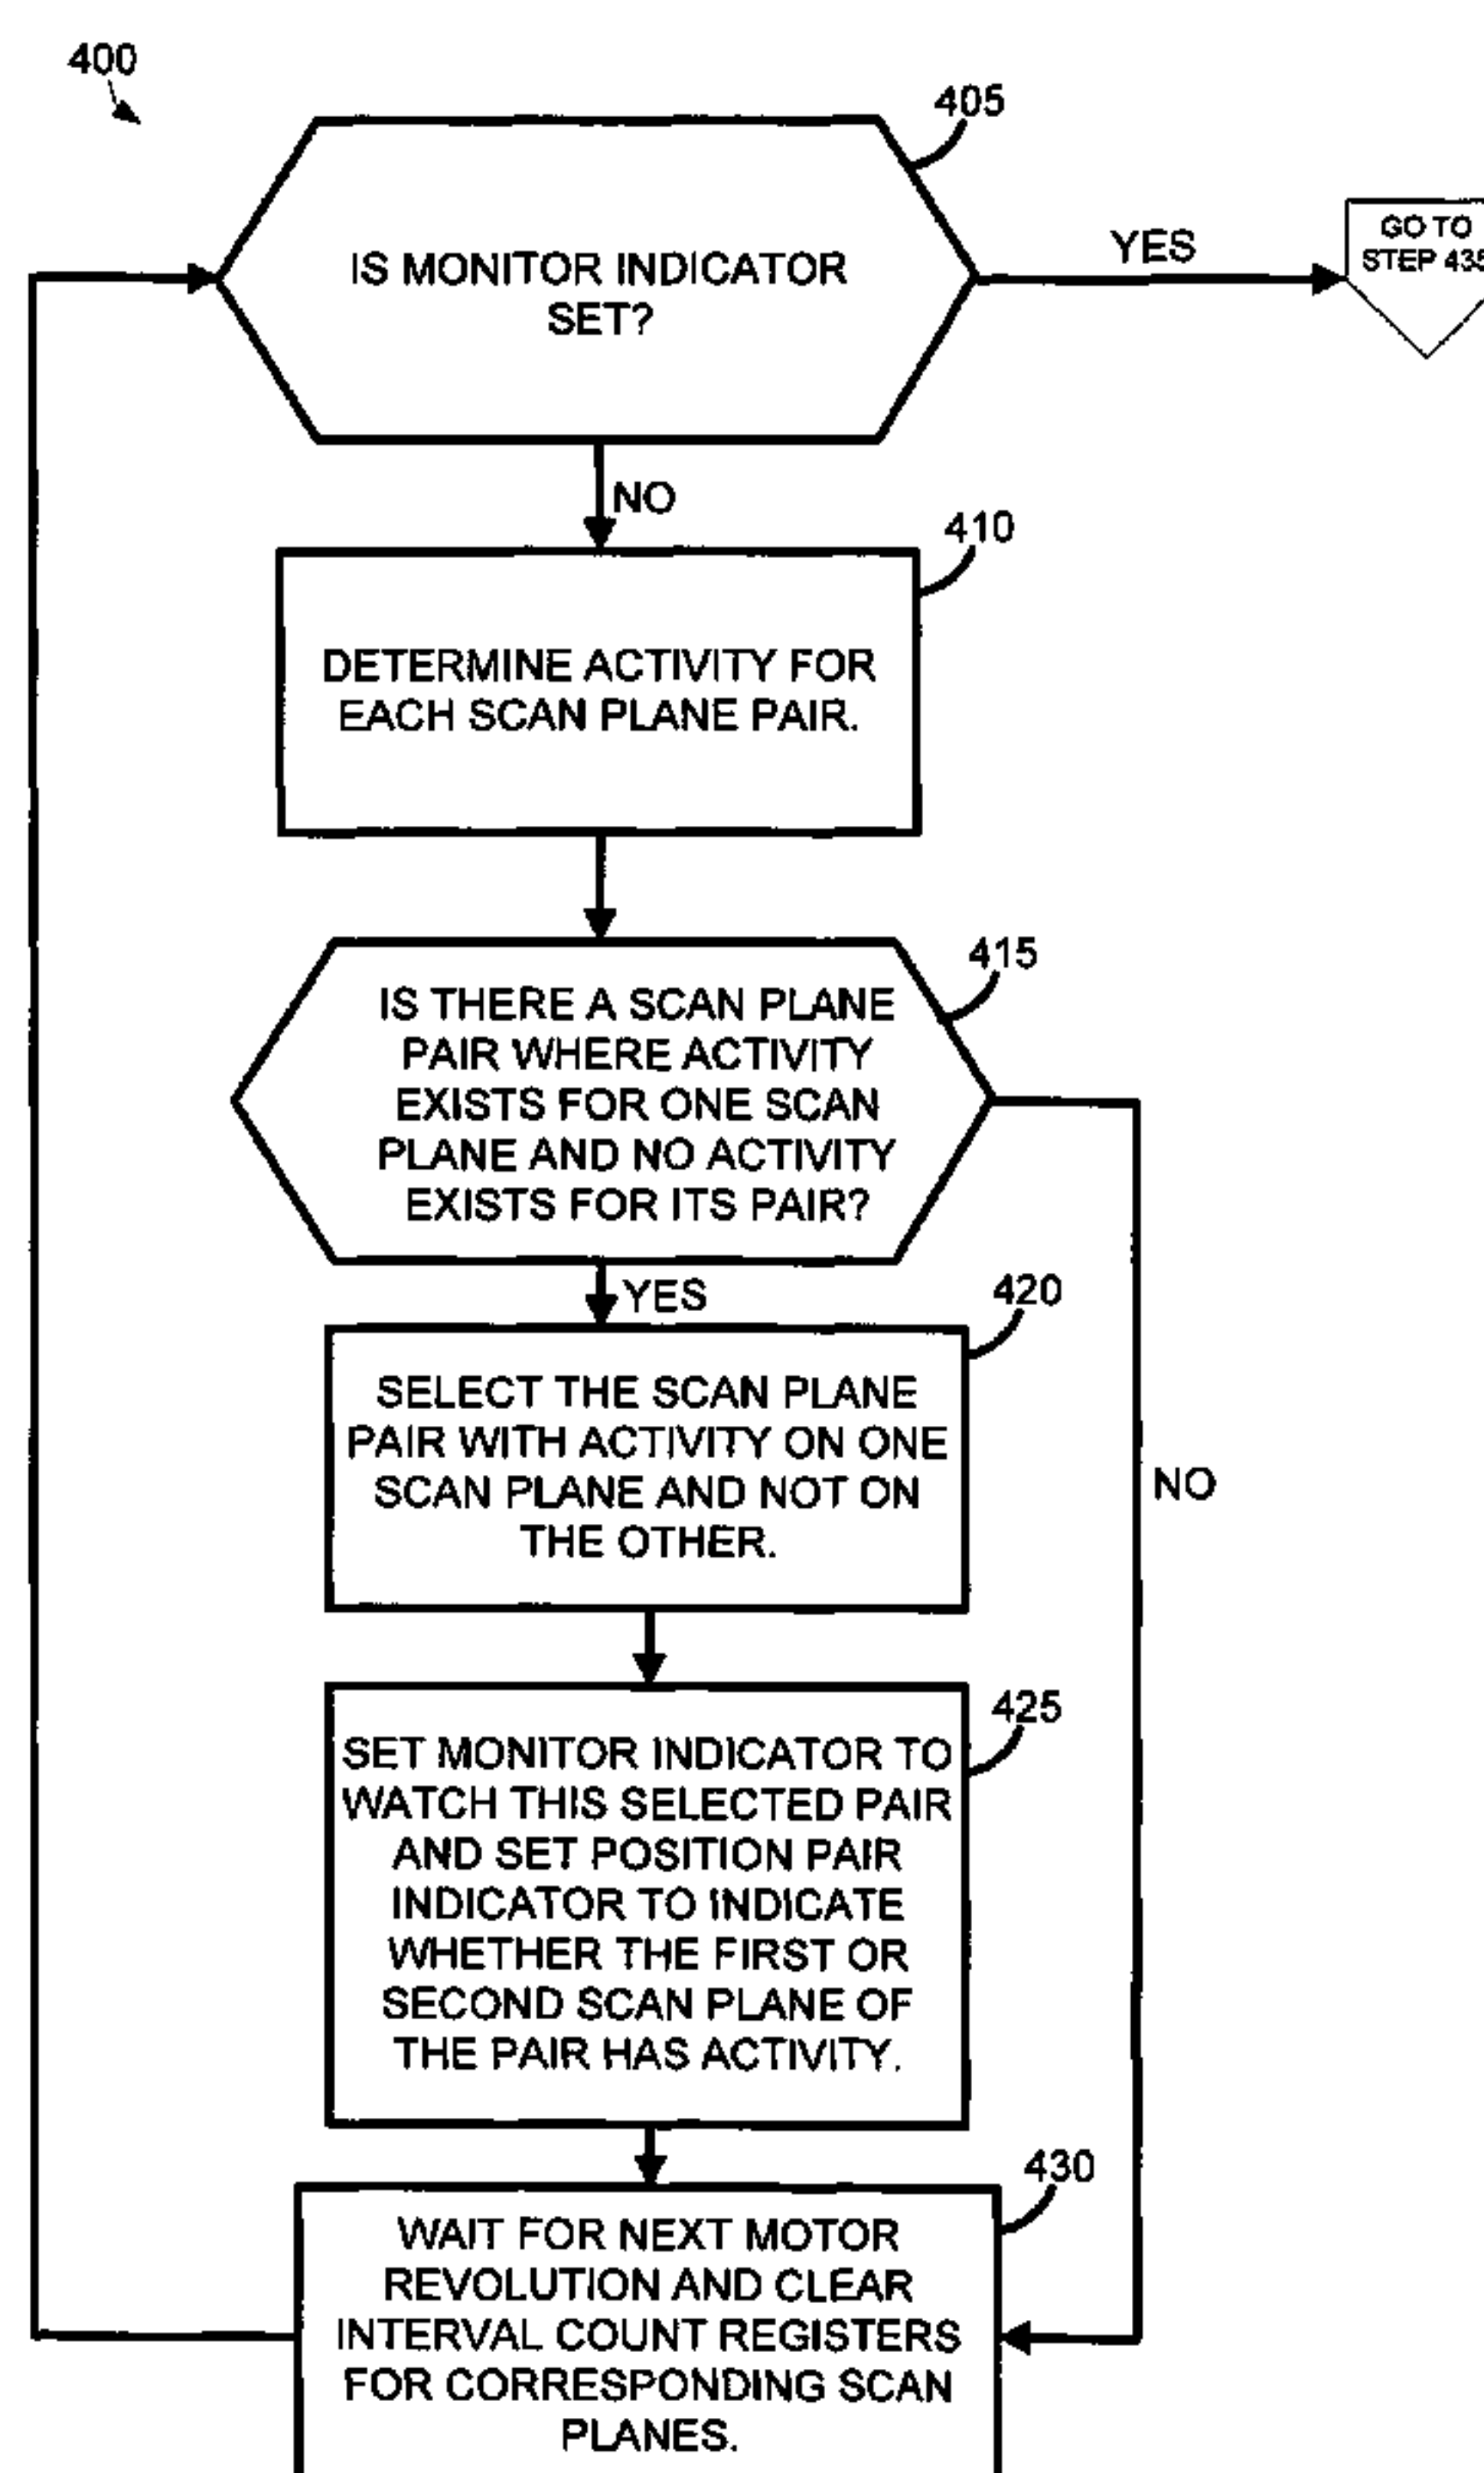 400
405
IS MONITOR INDICATOR
SET?
YES
GO TO
STEP 435
NO
410
DETERMINE ACTIVITY FOR
EACH SCAN PLANE PAIR.
415
IS THERE A SCAN PLANE
PAIR WHERE ACTIVITY
EXISTS FOR ONE SCAN
PLANE AND NO ACTIVITY
EXISTS FOR ITS PAIR?
YES
420
SELECT THE SCAN PLANE
PAIR WITH ACTIVITY ON ONE
SCAN PLANE AND NOT ON
THE OTHER.
NO
425
SET MONITOR INDICATOR TO
WATCH THIS SELECTED PAIR
AND SET POSITION PAIR
INDICATOR TO INDICATE
WHETHER THE FIRST OR
SECOND SCAN PLANE OF
THE PAIR HAS ACTIVITY.
430
WAIT FOR NEXT MOTOR
REVOLUTION AND CLEAR
INTERVAL COUNT REGISTERS
FOR CORRESPONDING SCAN
PLANES.